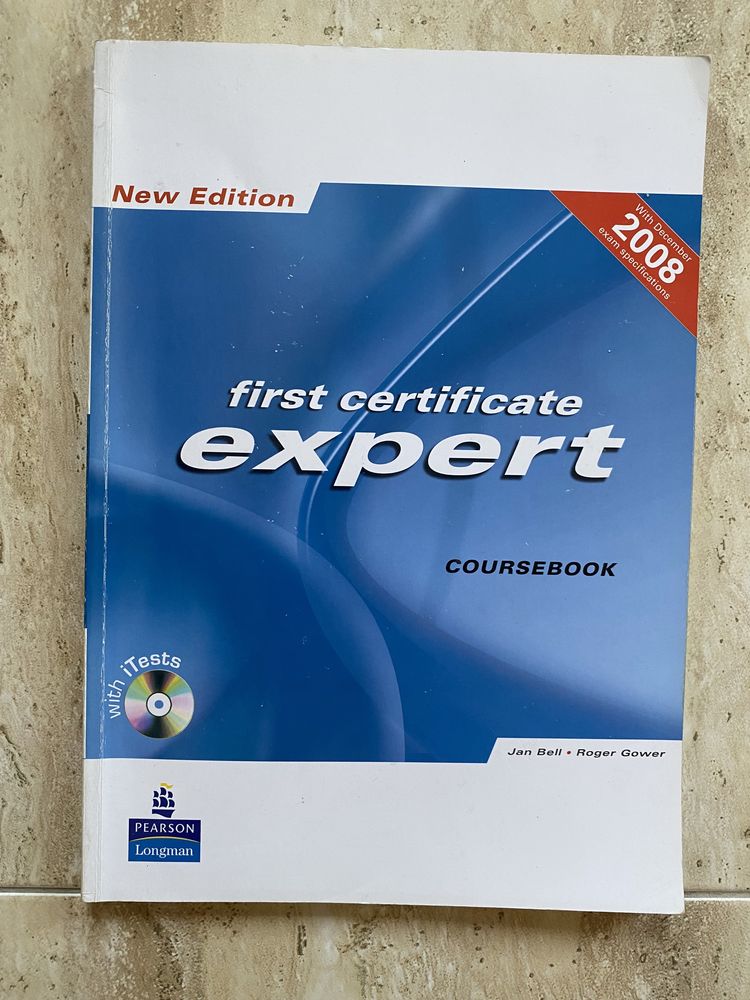 New Edition
With December
2008
exam specifications
first certificate
expert
COURSEBOOK
with iTests
Jan Bell • Roger Gower
PEARSON
Longman